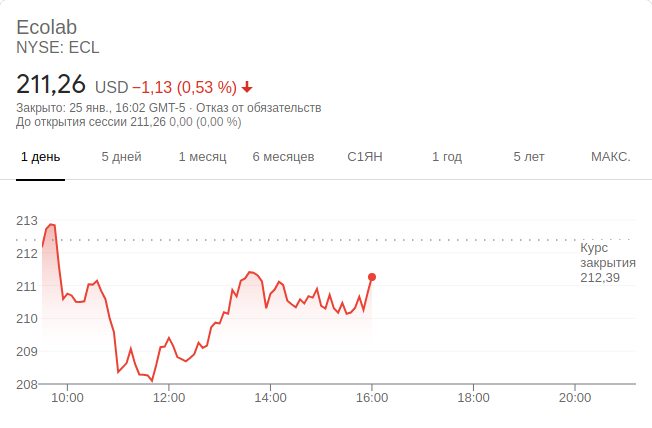 Ecolab
NYSE: ECL
211,26 USD −1,13 (0,53 %)
Закрыто: 25 янв., 16:02 GMT-5 · Отказ от обязательств
До открытия сессии 211,26 0,00 (0,00 %)
1 день 5 дней 1 месяц 6 месяцев С1ЯН 1 год 5 лет МАКС.
213
212
211
210
209
208
Курс
закрытия
212,39
10:00 12:00 14:00 16:00 18:00 20:00